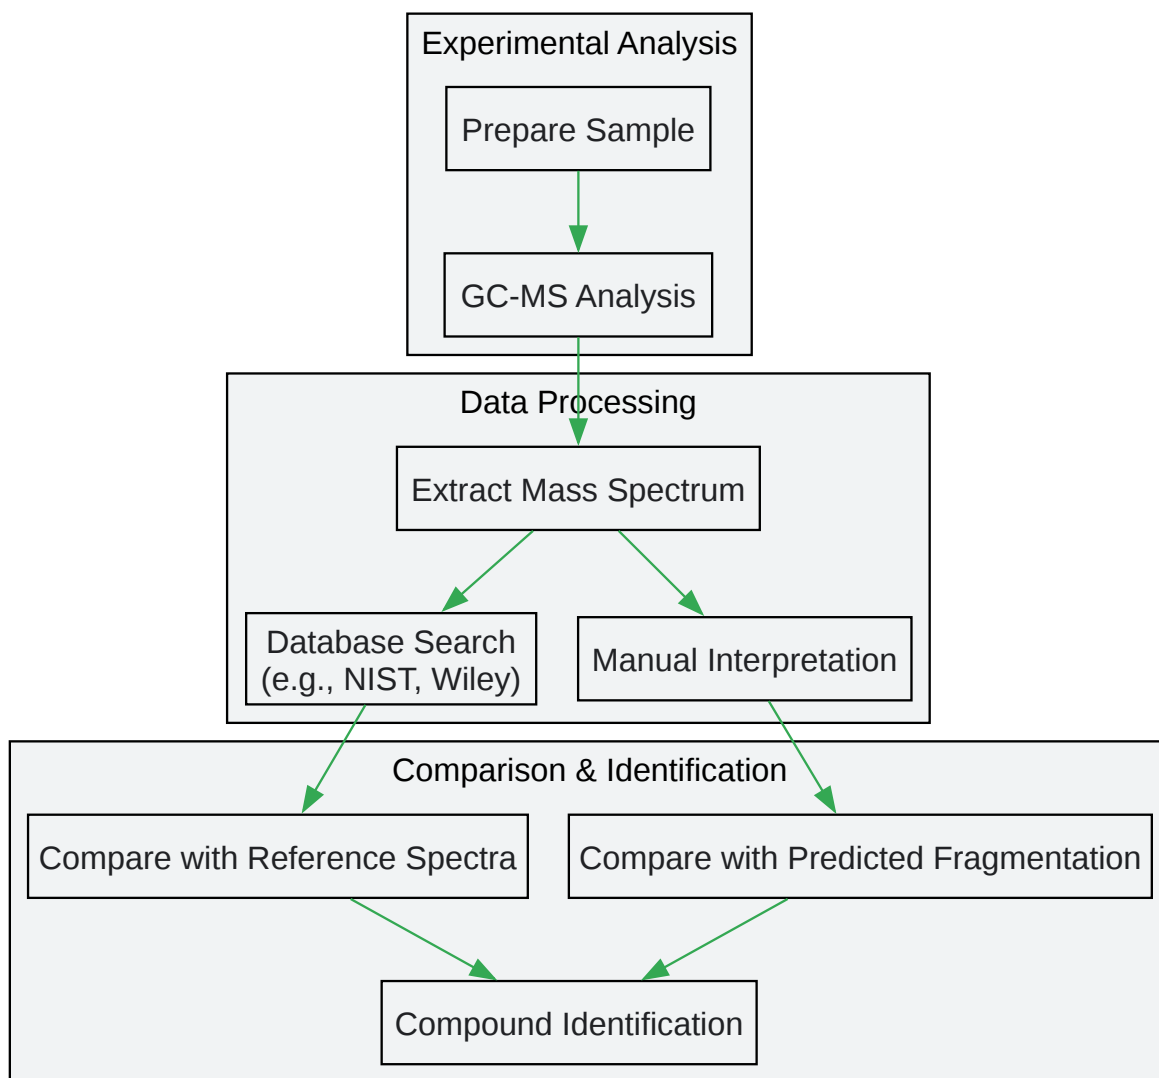 Experimental Analysis
Prepare Sample
GC-MS Analysis
Data Processing
Extract Mass Spectrum
Database Search
(e.g., NIST, Wiley)
Manual Interpretation
Comparison & Identification
Compare with Reference Spectra
Compare with Predicted Fragmentation
Compound Identification